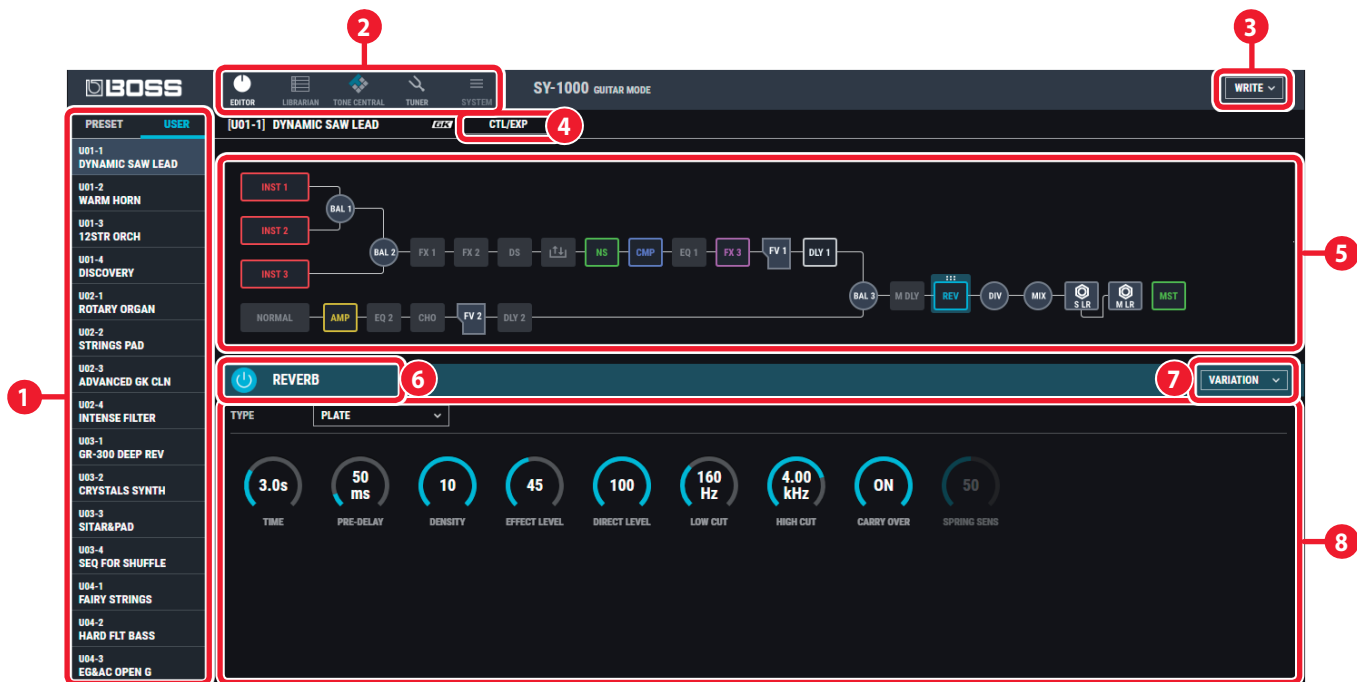 2
3
BOSS
EDITOR
LIBRARIAN
TONE CENTRAL
TUNER
SYSTEM
SY-1000 GUITAR MODE
WRITE
PRESET USER
[U01-1] DYNAMIC SAW LEAD GK CTL/EXP 4
U01-1
DYNAMIC SAW LEAD
U01-2
WARM HORN
U01-3
12STR ORCH
U01-4
DISCOVERY
U02-1
ROTARY ORGAN
U02-2
STRINGS PAD
U02-3
ADVANCED GK CLN
U02-4
INTENSE FILTER
U03-1
GR-300 DEEP REV
U03-2
CRYSTALS SYNTH
U03-3
SITAR&PAD
U03-4
SEQ FOR SHUFFLE
U04-1
FAIRY STRINGS
U04-2
HARD FLT BASS
U04-3
EG&AC OPEN G
1
INST 1
BAL 1
INST 2
BAL 2 FX 1 FX 2 DS NS CMP EQ 1 FX 3 FV 1 DLY 1
INST 3
BAL 3 M DLY REV DIV MIX S LR M LR MST
NORMAL AMP EQ 2 CHO FV 2 DLY 2
5
REVERB 6
7 VARIATION
TYPE PLATE
3.0s
TIME
50 ms
PRE-DELAY
10
DENSITY
45
EFFECT LEVEL
100
DIRECT LEVEL
160 Hz
LOW CUT
4.00 kHz
HIGH CUT
ON
CARRY OVER
50
SPRING SENS
8